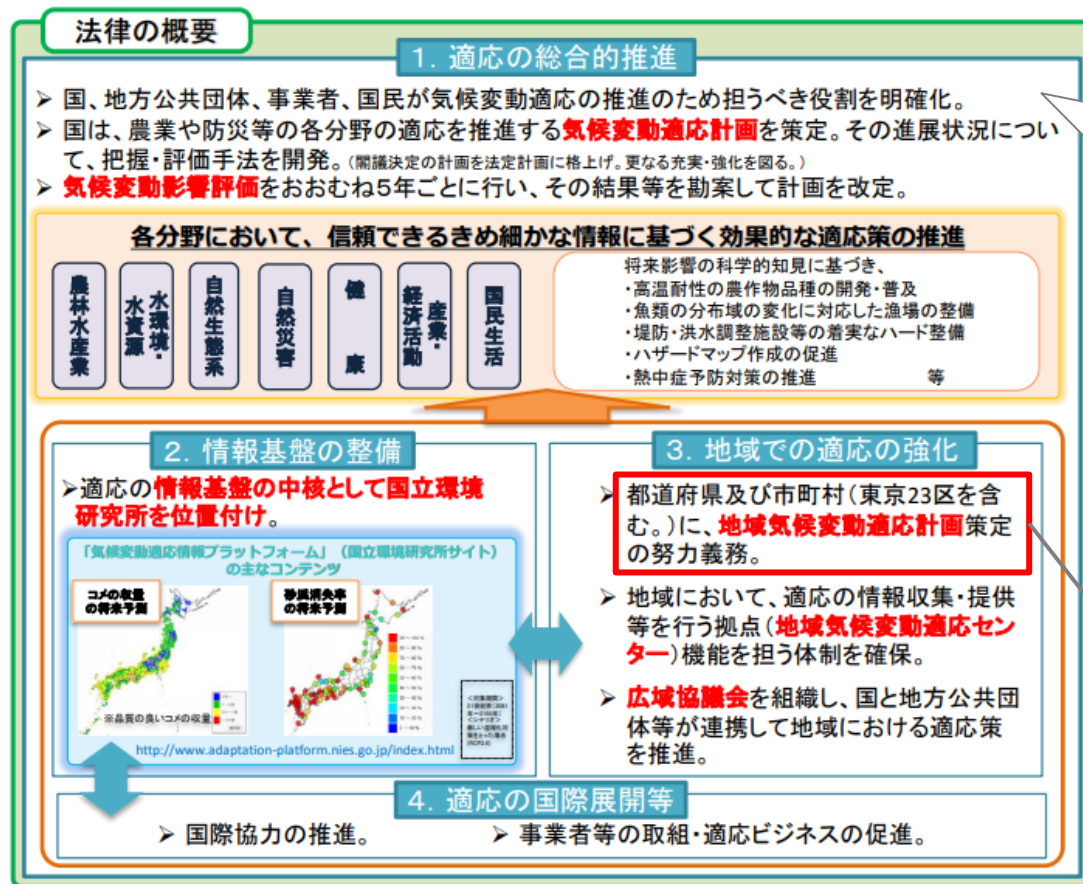 法律の概要
1. 適応の総合的推進
➢ 国、地方公共団体、事業者、国民が気候変動適応の推進のため担うべき役割を明確化。
➢ 国は、農業や防災等の各分野の適応を推進する気候変動適応計画を策定。その進展状況につい
て、把握・評価手法を開発。(閣議決定の計画を法定計画に格上げ。更なる充実・強化を図る。)
➢ 気候変動影響評価をおおむね5年ごとに行い、その結果等を勘案して計画を改定。
各分野において、信頼できるきめ細かな情報に基づく効果的な適応策の推進
農林水産業
水環境・
水資源
自然生態系
自然災害
健 康
産業・
経済活動
国民生活
将来影響の科学的知見に基づき、
・高温耐性の農作物品種の開発・普及
・魚類の分布域の変化に対応した漁場の整備
・堤防・洪水調整施設等の着実なハード整備
・ハザードマップ作成の促進
・熱中症予防対策の推進 等
2. 情報基盤の整備
➢適応の情報基盤の中核として国立環境
研究所を位置付け。
「気候変動適応情報プラットフォーム」(国立環境研究所サイト)
の主なコンテンツ
コメの収量
の将来予測
砂浜消失率
の将来予測
※品質の良いコメの収量
http://www.adaptation-platform.nies.go.jp/index.html
3. 地域での適応の強化
➢ 都道府県及び市町村(東京23区を含
む。)に、地域気候変動適応計画策定
の努力義務。
➢ 地域において、適応の情報収集・提供
等を行う拠点(地域気候変動適応セン
ター)機能を担う体制を確保。
➢ 広域協議会を組織し、国と地方公共団
体等が連携して地域における適応策
を推進。
4. 適応の国際展開等
➢ 国際協力の推進。
➢ 事業者等の取組・適応ビジネスの促進。